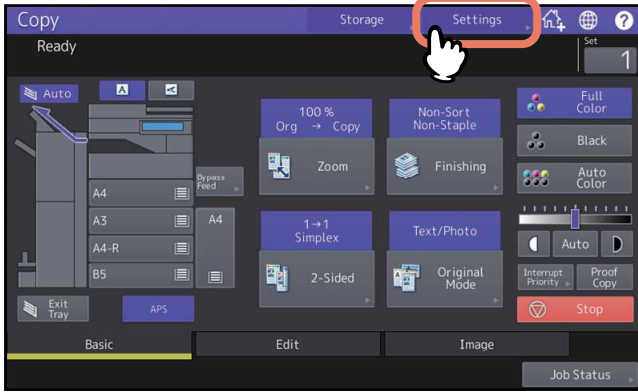 Copy
Storage
Settings
Ready
Set
1
Auto
A
A
100 %
Org → Copy
Zoom
Non-Sort
Non-Staple
Finishing
Full
Color
Black
Auto
Color
Bypass
Feed
A4
A3
A4-R
B5
A4
1→1
Simplex
2-Sided
Text/Photo
Original
Mode
Auto
Interrupt
Priority
Proof
Copy
Exit
Tray
APS
Stop
Basic
Edit
Image
Job Status